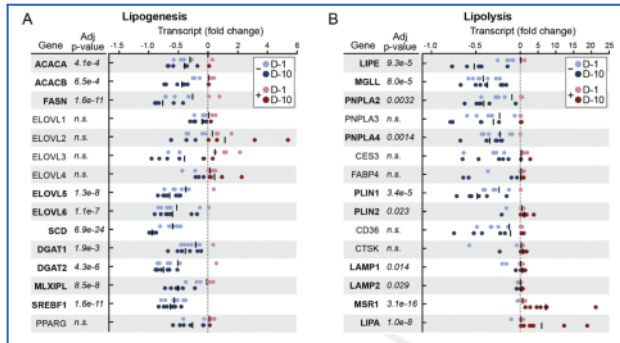 A Lipogenesis
Transcript (fold change)
Gene Adj p-value -1.5 -1.0 -0.5 0 2 4 6
ACACA 4.1e-4
ACACB 6.5e-4
FASN 1.6e-11
ELOVL1 n.s.
ELOVL2 n.s.
ELOVL3 n.s.
ELOVL4 n.s.
ELOVL5 1.3e-8
ELOVL6 1.1e-7
SCD 6.9e-24
DGAT1 1.9e-3
DGAT2 4.3e-6
MLXIPL 8.5e-8
SREBF1 1.6e-11
PPARG n.s.
− D-1
D-10
+ D-1
D-10
B Lipolysis
Transcript (fold change)
Gene Adj p-value -1.0 -0.5 0 5 10 15 20 25
LIPE 9.3e-5
MGLL 8.0e-5
PNPLA2 0.0032
PNPLA3 n.s.
PNPLA4 0.0014
CES3 n.s.
FABP4 n.s.
PLIN1 3.4e-5
PLIN2 0.023
CD36 n.s.
CTSK n.s.
LAMP1 0.014
LAMP2 0.029
MSR1 3.1e-16
LIPA 1.0e-8
− D-1
D-10
+ D-1
D-10